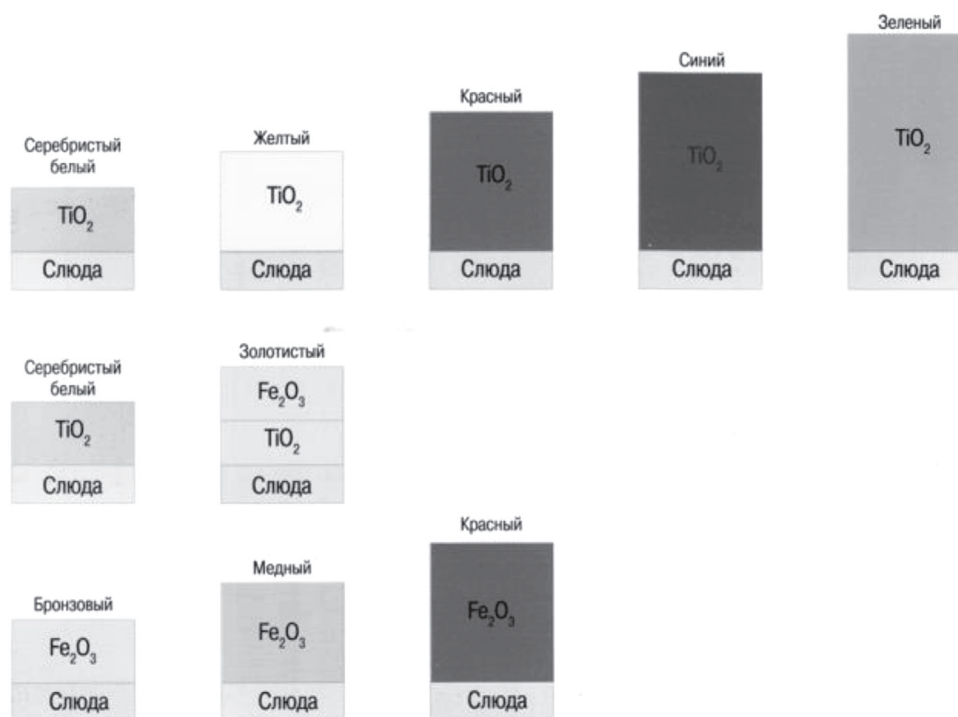 Серебристый
белый
TiO₂
Слюда
Желтый
TiO₂
Слюда
Красный
TiO₂
Слюда
Синий
TiO₂
Слюда
Зеленый
TiO₂
Слюда
Серебристый
белый
TiO₂
Слюда
Золотистый
Fe₂O₃
TiO₂
Слюда
Бронзовый
Fe₂O₃
Слюда
Медный
Fe₂O₃
Слюда
Красный
Fe₂O₃
Слюда